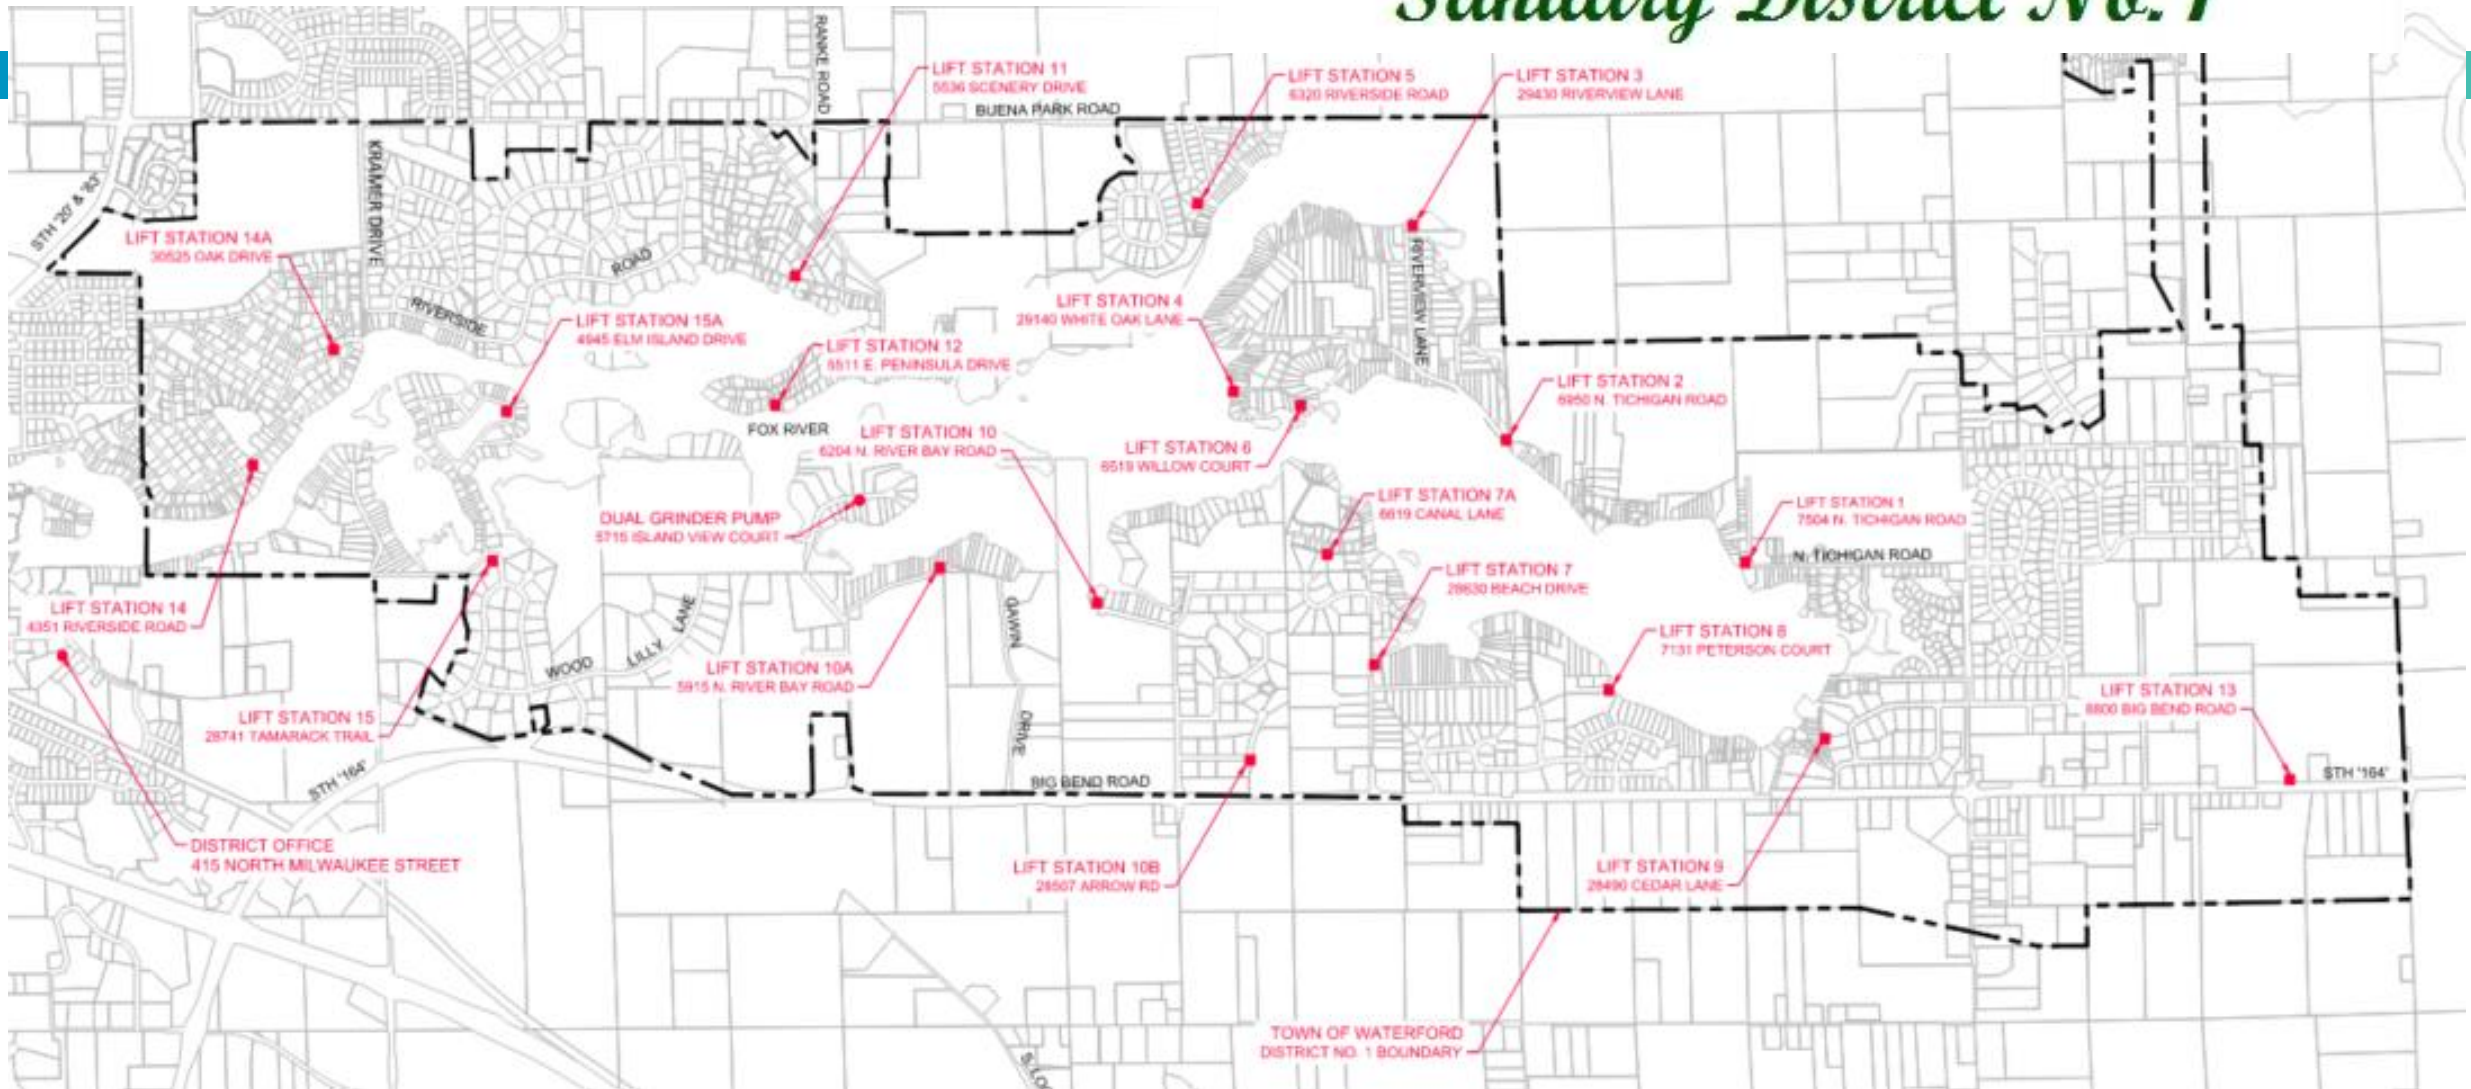 Sanitary District No. 1
RANKE ROAD
LIFT STATION 11
5536 SCENERY DRIVE
BUENA PARK ROAD
LIFT STATION 5
6320 RIVERSIDE ROAD
LIFT STATION 3
29430 RIVERVIEW LANE
STH '20' & '83'
KRAMER DRIVE
LIFT STATION 14A
30525 OAK DRIVE
RIVERSIDE
ROAD
LIFT STATION 15A
4945 ELM ISLAND DRIVE
LIFT STATION 12
5511 E. PENINSULA DRIVE
LIFT STATION 4
29140 WHITE OAK LANE
RIVERVIEW LANE
LIFT STATION 2
6950 N. TICHIGAN ROAD
FOX RIVER
LIFT STATION 10
6204 N. RIVER BAY ROAD
LIFT STATION 6
6519 WILLOW COURT
LIFT STATION 7A
6619 CANAL LANE
LIFT STATION 1
7504 N. TICHIGAN ROAD
N. TICHIGAN ROAD
DUAL GRINDER PUMP
5715 ISLAND VIEW COURT
LIFT STATION 7
28630 BEACH DRIVE
LIFT STATION 14
4351 RIVERSIDE ROAD
WOOD LILLY LANE
GAWIN
DRIVE
LIFT STATION 10A
5915 N. RIVER BAY ROAD
LIFT STATION 8
7131 PETERSON COURT
LIFT STATION 13
8800 BIG BEND ROAD
LIFT STATION 15
28741 TAMARACK TRAIL
STH '164'
BIG BEND ROAD
STH '164'
DISTRICT OFFICE
415 NORTH MILWAUKEE STREET
LIFT STATION 10B
28507 ARROW RD
LIFT STATION 9
28490 CEDAR LANE
TOWN OF WATERFORD
DISTRICT NO. 1 BOUNDARY